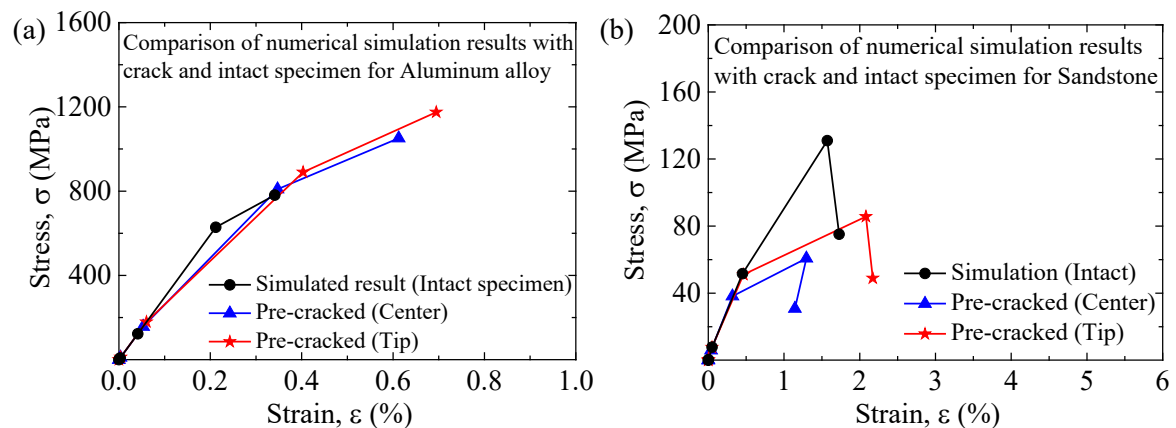 (a)
Comparison of numerical simulation results with
crack and intact specimen for Aluminum alloy
1600
1200
800
400
0.0
0.2
0.4
0.6
0.8
1.0
Stress, σ (MPa)
Strain, ε (%)
Simulated result (Intact specimen)
Pre-cracked (Center)
Pre-cracked (Tip)
(b)
Comparison of numerical simulation results
with crack and intact specimen for Sandstone
200
160
120
80
40
0
0
1
2
3
4
5
6
Stress, σ (MPa)
Strain, ε (%)
Simulation (Intact)
Pre-cracked (Center)
Pre-cracked (Tip)